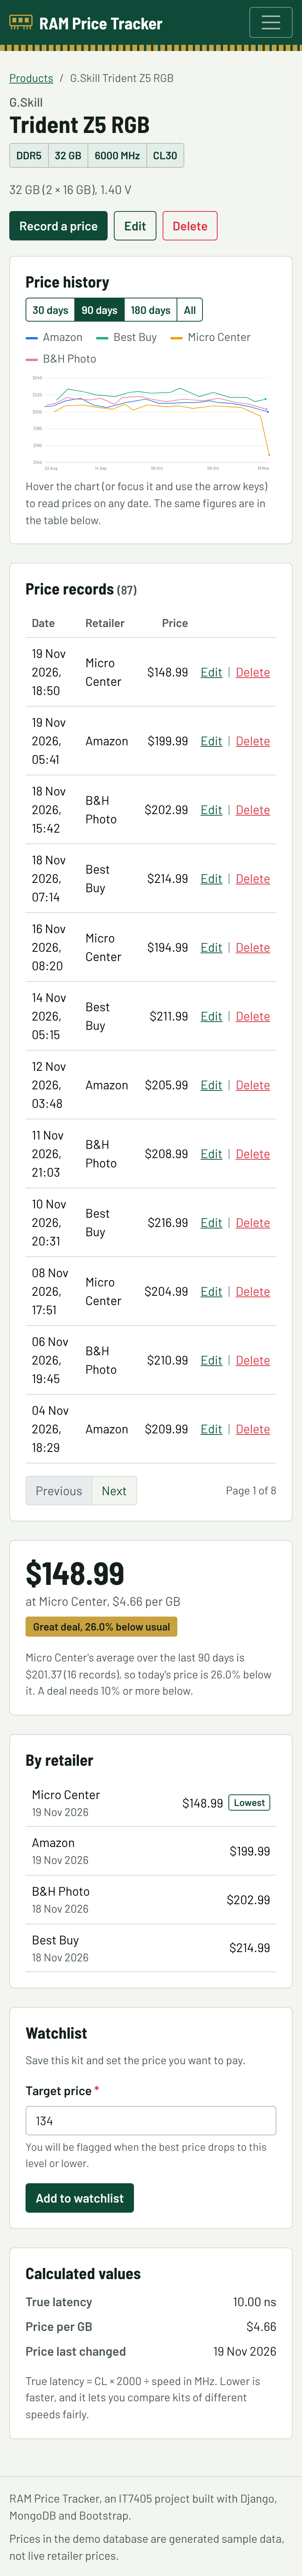 RAM Price Tracker
Products / G.Skill Trident Z5 RGB
G.Skill
Trident Z5 RGB
DDR5 32 GB 6000 MHz CL30
32 GB (2 × 16 GB), 1.40 V
Record a price Edit Delete
Price history
30 days 90 days 180 days All
Amazon Best Buy Micro Center
B&H Photo
Hover the chart (or focus it and use the arrow keys)
to read prices on any date. The same figures are in
the table below.
Price records (87)
Date Retailer Price
19 Nov
2026,
18:50
Micro
Center
$148.99 Edit | Delete
19 Nov
2026,
05:41
Amazon
$199.99 Edit | Delete
18 Nov
2026,
15:42
B&H
Photo
$202.99 Edit | Delete
18 Nov
2026,
07:14
Best
Buy
$214.99 Edit | Delete
16 Nov
2026,
08:20
Micro
Center
$194.99 Edit | Delete
14 Nov
2026,
05:15
Best
Buy
$211.99 Edit | Delete
12 Nov
2026,
03:48
Amazon
$205.99 Edit | Delete
11 Nov
2026,
21:03
B&H
Photo
$208.99 Edit | Delete
10 Nov
2026,
20:31
Best
Buy
$216.99 Edit | Delete
08 Nov
2026,
17:51
Micro
Center
$204.99 Edit | Delete
06 Nov
2026,
19:45
B&H
Photo
$210.99 Edit | Delete
04 Nov
2026,
18:29
Amazon
$209.99 Edit | Delete
Previous Next Page 1 of 8
$148.99
at Micro Center, $4.66 per GB
Great deal, 26.0% below usual
Micro Center's average over the last 90 days is
$201.37 (16 records), so today's price is 26.0% below
it. A deal needs 10% or more below.
By retailer
Micro Center
19 Nov 2026
$148.99 Lowest
Amazon
19 Nov 2026
$199.99
B&H Photo
18 Nov 2026
$202.99
Best Buy
18 Nov 2026
$214.99
Watchlist
Save this kit and set the price you want to pay.
Target price *
134
You will be flagged when the best price drops to this
level or lower.
Add to watchlist
Calculated values
True latency 10.00 ns
Price per GB $4.66
Price last changed 19 Nov 2026
True latency = CL × 2000 ÷ speed in MHz. Lower is
faster, and it lets you compare kits of different
speeds fairly.
RAM Price Tracker, an IT7405 project built with Django,
MongoDB and Bootstrap.
Prices in the demo database are generated sample data,
not live retailer prices.